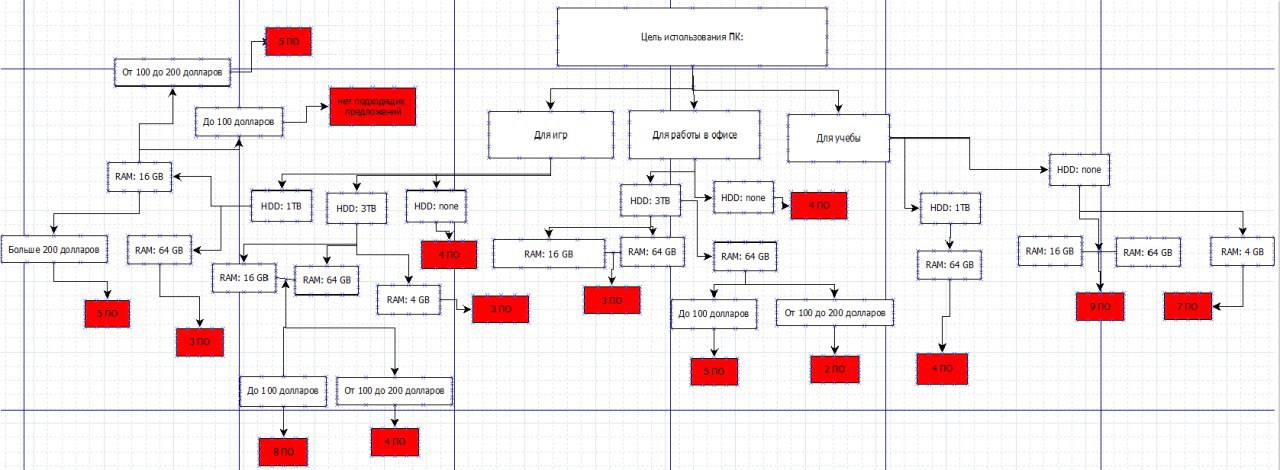 Цель использования ПК:
5 ПО
От 100 до 200 долларов
До 100 долларов
нет подходящих
предложений
Для игр
Для работы в офисе
Для учебы
RAM: 16 GB
HDD: 1TB
HDD: 3TB
HDD: none
HDD: 3TB
HDD: none
4 ПО
HDD: 1TB
HDD: none
Больше 200 долларов
RAM: 64 GB
RAM: 16 GB
RAM: 64 GB
4 ПО
RAM: 16 GB
RAM: 64 GB
RAM: 64 GB
RAM: 64 GB
RAM: 16 GB
RAM: 64 GB
RAM: 4 GB
5 ПО
3 ПО
RAM: 4 GB
3 ПО
3 ПО
До 100 долларов
От 100 до 200 долларов
9 ПО
7 ПО
5 ПО
2 ПО
4 ПО
До 100 долларов
От 100 до 200 долларов
8 ПО
4 ПО